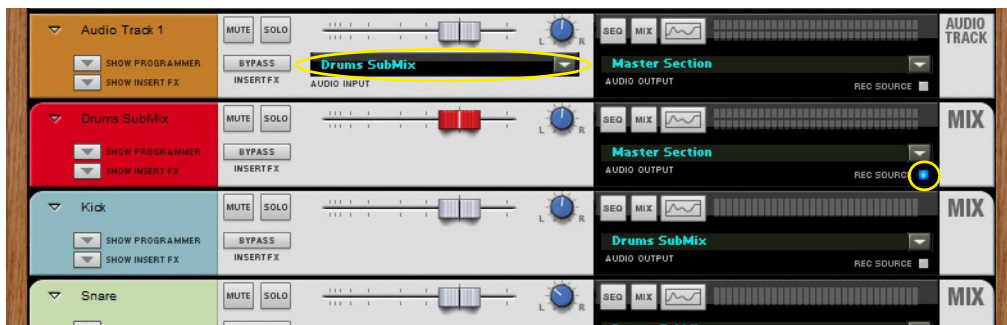 Audio Track 1
MUTE SOLO
L R
SEQ MIX
AUDIO TRACK
SHOW PROGRAMMER
SHOW INSERT FX
BYPASS
INSERT FX
Drums SubMix
AUDIO INPUT
Master Section
AUDIO OUTPUT
REC SOURCE
Drums SubMix
MUTE SOLO
L R
SEQ MIX
MIX
SHOW PROGRAMMER
SHOW INSERT FX
BYPASS
INSERT FX
Master Section
AUDIO OUTPUT
REC SOURCE
Kick
MUTE SOLO
L R
SEQ MIX
MIX
SHOW PROGRAMMER
SHOW INSERT FX
BYPASS
INSERT FX
Drums SubMix
AUDIO OUTPUT
REC SOURCE
Snare
MUTE SOLO
L R
SEQ MIX
MIX